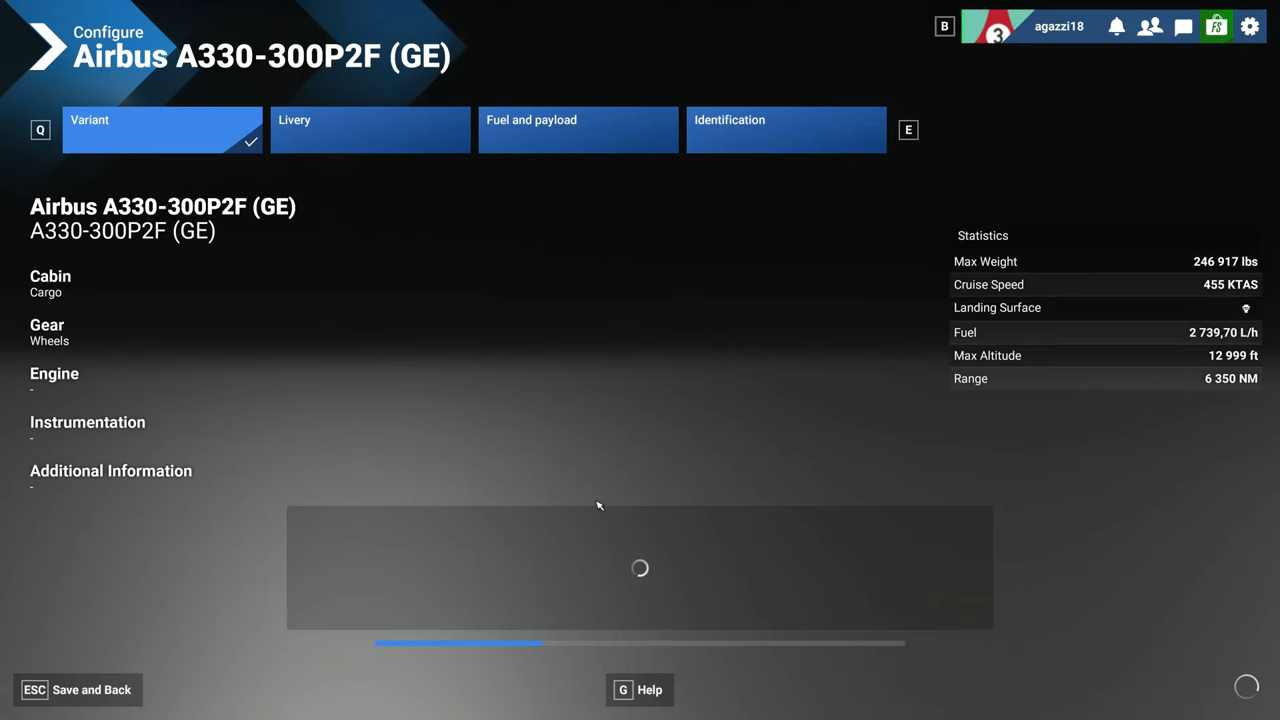 Configure
Airbus A330-300P2F (GE)
B
3
agazzi18
FS
Q
Variant
Livery
Fuel and payload
Identification
E
Airbus A330-300P2F (GE)
A330-300P2F (GE)
Cabin
Cargo
Gear
Wheels
Engine
-
Instrumentation
-
Additional Information
-
Statistics
Max Weight 246 917 lbs
Cruise Speed 455 KTAS
Landing Surface
Fuel 2 739,70 L/h
Max Altitude 12 999 ft
Range 6 350 NM
ESC Save and Back
G Help